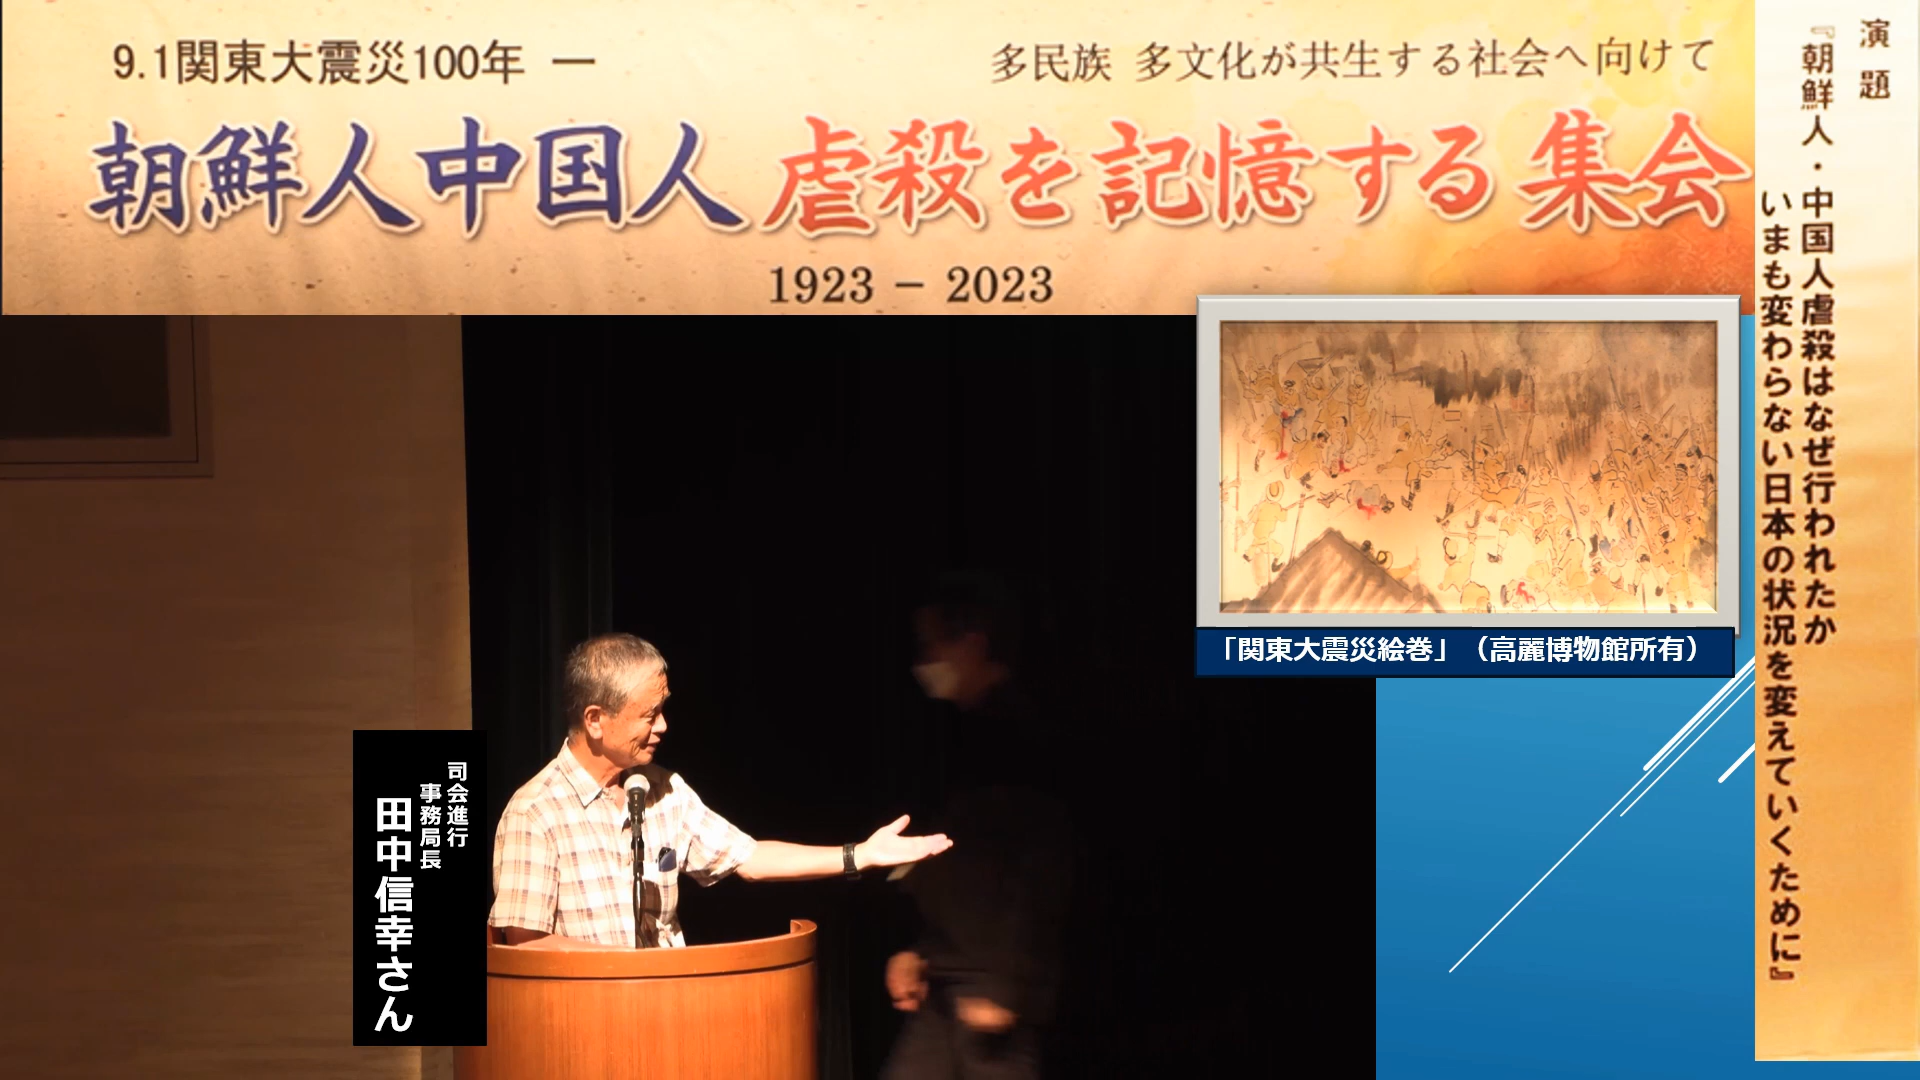 9.1関東大震災100年 ー
多民族 多文化が共生する社会へ向けて
朝鮮人中国人 虐殺を記憶する 集会
1923 − 2023
演題
『朝鮮人・中国人虐殺はなぜ行われたか
いまも変わらない日本の状況を変えていくために』
「関東大震災絵巻」（高麗博物館所有）
司会進行
事務局長
田中信幸さん